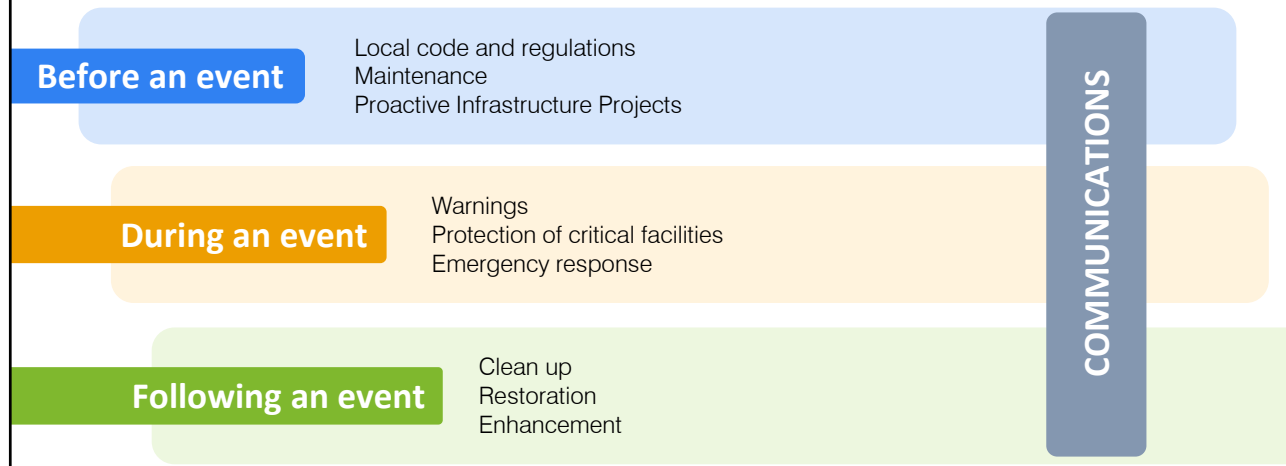 Before an event
Local code and regulations
Maintenance
Proactive Infrastructure Projects
During an event
Warnings
Protection of critical facilities
Emergency response
Following an event
Clean up
Restoration
Enhancement
COMMUNICATIONS